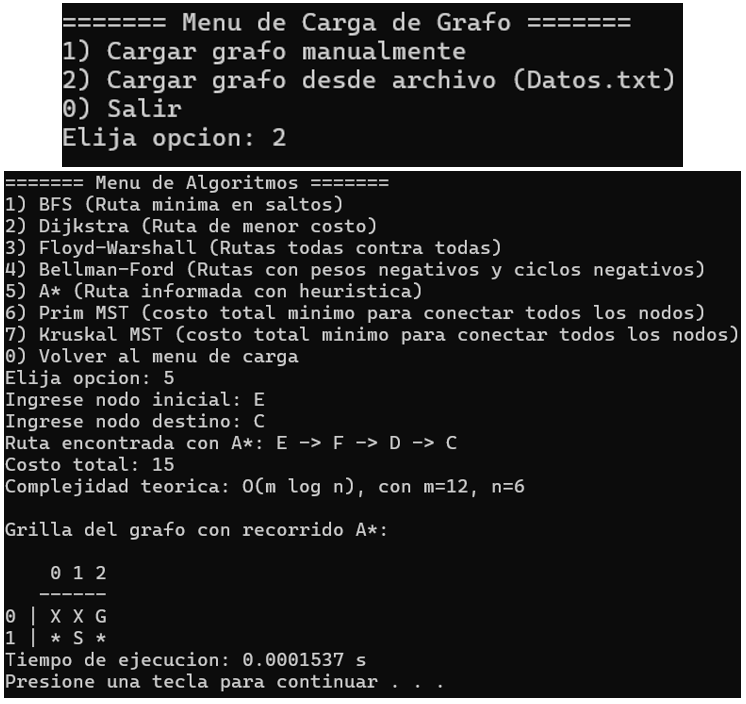 ======= Menu de Carga de Grafo =======
1) Cargar grafo manualmente
2) Cargar grafo desde archivo (Datos.txt)
0) Salir
Elija opcion: 2
======= Menu de Algoritmos =======
1) BFS (Ruta minima en saltos)
2) Dijkstra (Ruta de menor costo)
3) Floyd-Warshall (Rutas todas contra todas)
4) Bellman-Ford (Rutas con pesos negativos y ciclos negativos)
5) A* (Ruta informada con heuristica)
6) Prim MST (costo total minimo para conectar todos los nodos)
7) Kruskal MST (costo total minimo para conectar todos los nodos)
0) Volver al menu de carga
Elija opcion: 5
Ingrese nodo inicial: E
Ingrese nodo destino: C
Ruta encontrada con A*: E -> F -> D -> C
Costo total: 15
Complejidad teorica: O(m log n), con m=12, n=6
Grilla del grafo con recorrido A*:
    0 1 2
   ------
0 | X X G
1 | * S *
Tiempo de ejecucion: 0.0001537 s
Presione una tecla para continuar . . .